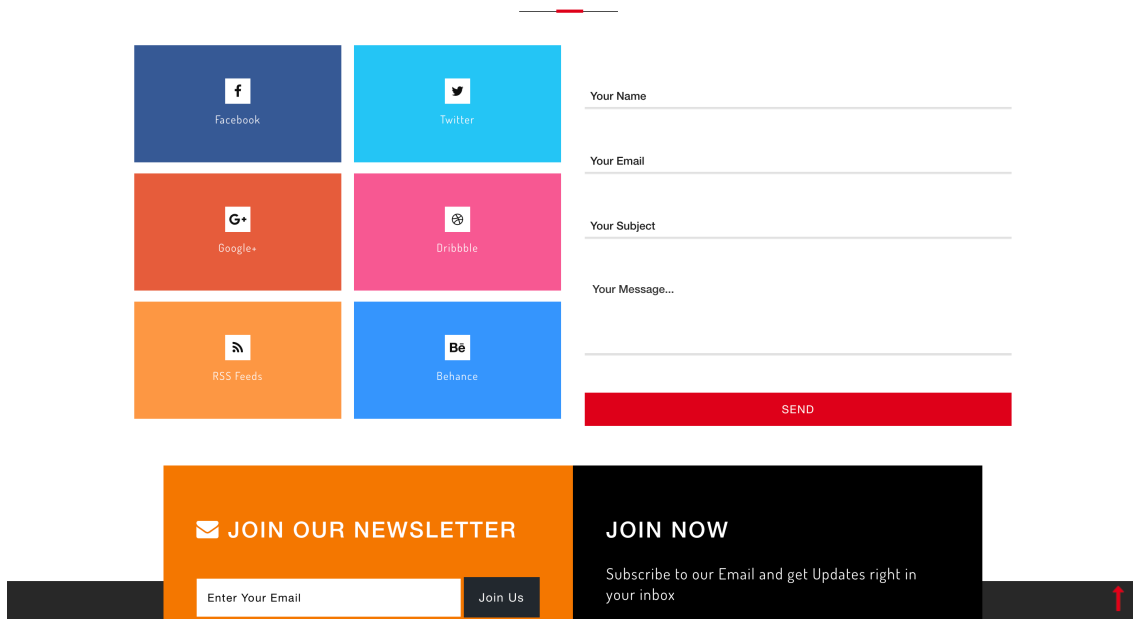 Facebook
Twitter
G+
Google+
Dribbble
RSS Feeds
Bē
Behance
Your Name
Your Email
Your Subject
Your Message...
SEND
JOIN OUR NEWSLETTER
Enter Your Email
Join Us
JOIN NOW
Subscribe to our Email and get Updates right in
your inbox